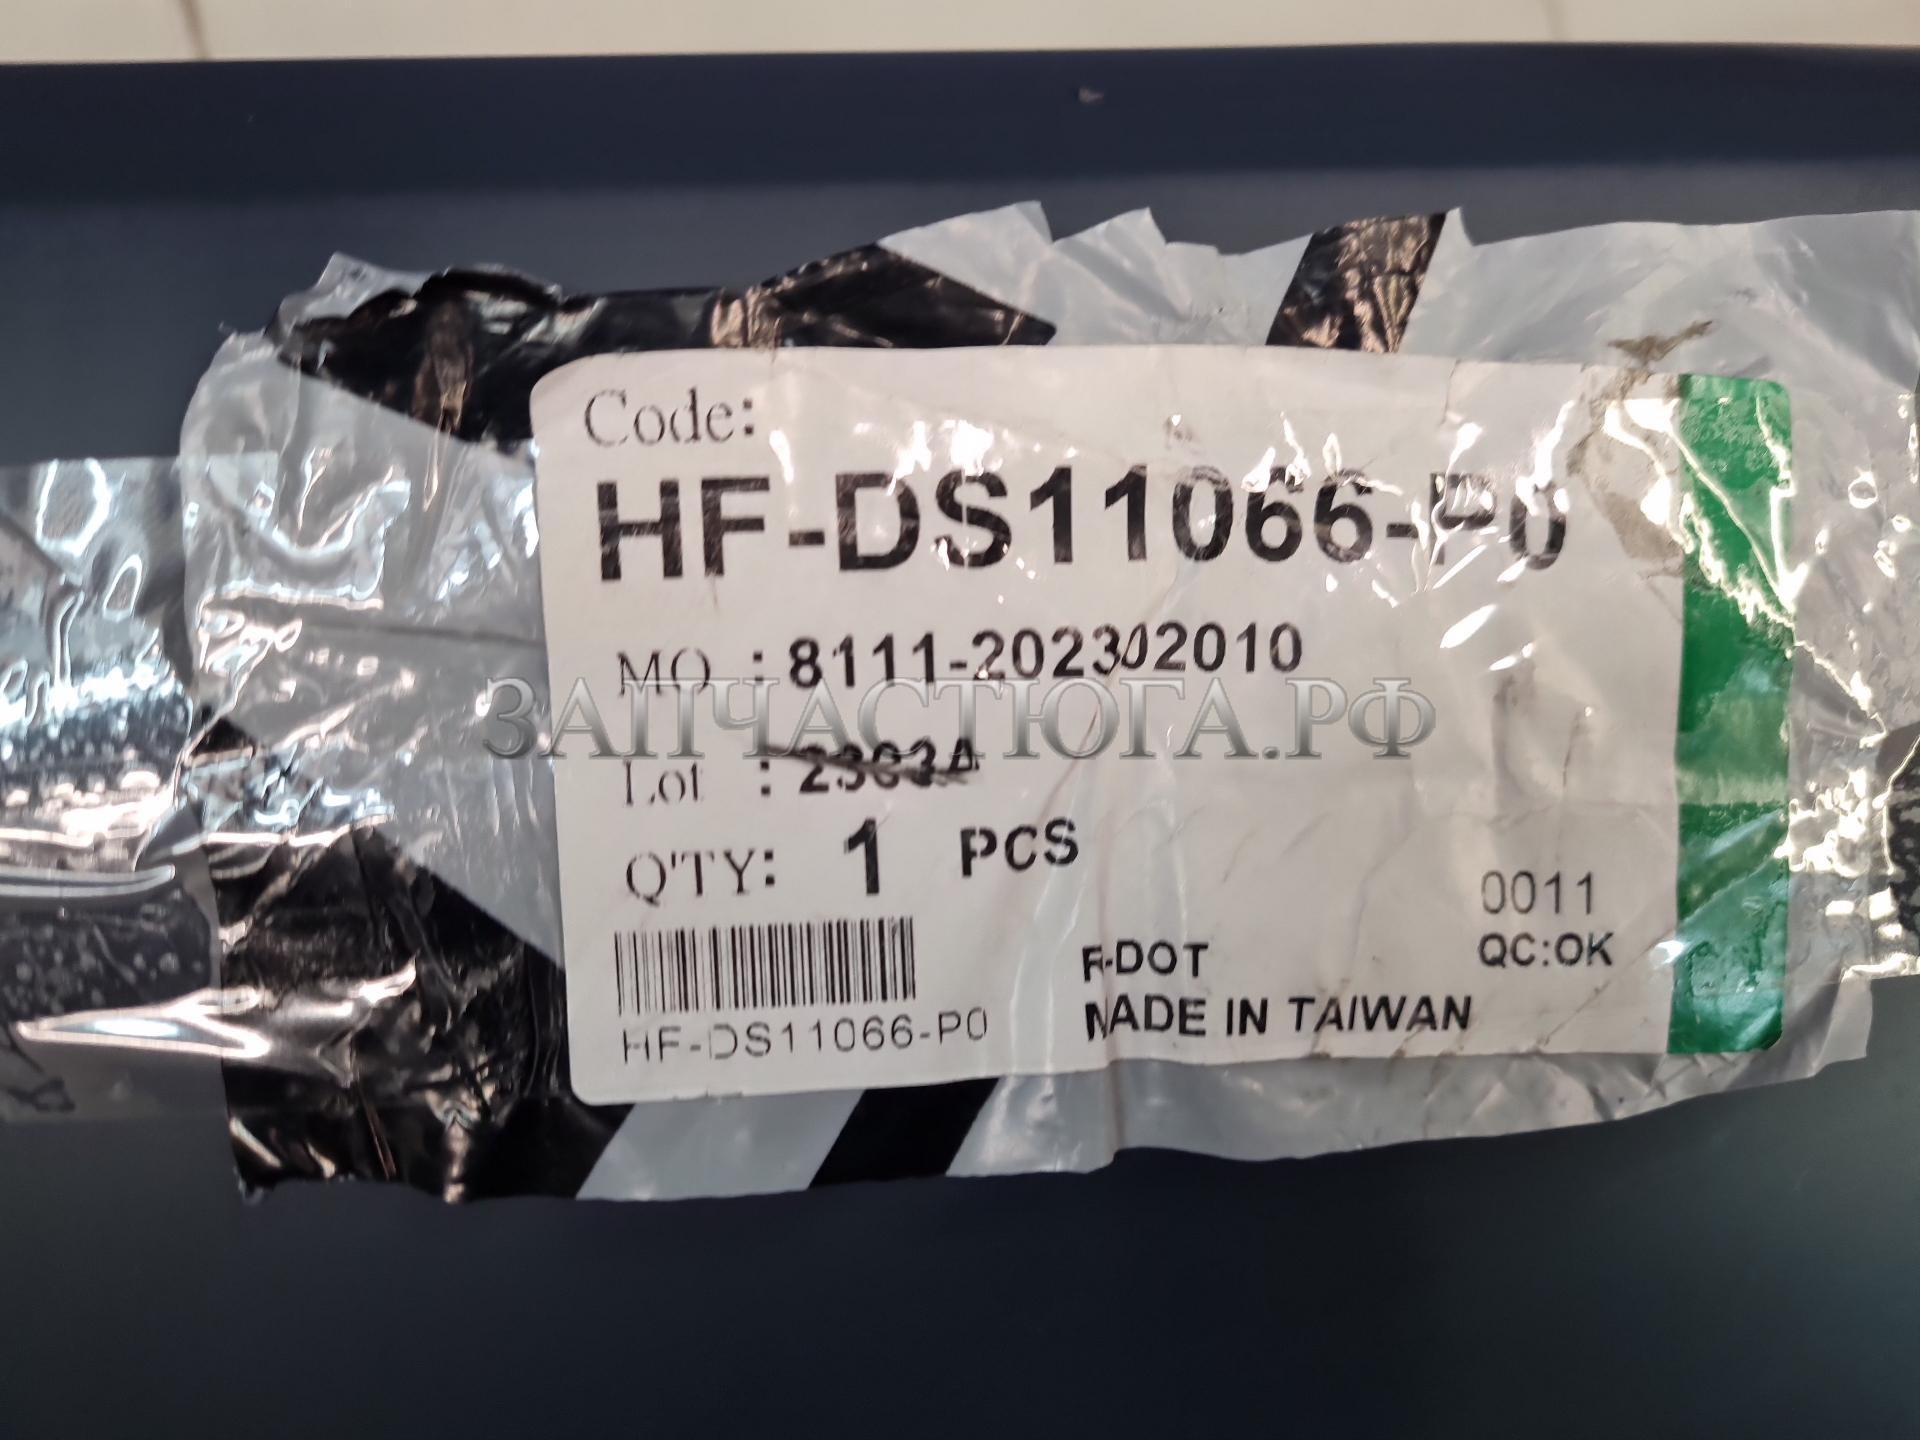 Code:
HF-DS11066-P0
MO : 8111-202302010
ЗАПЧАСТЮГА.РФ
Lot : 2303A
Q'TY: 1 PCS
0011
F-DOT QC:OK
HF-DS11066-P0 MADE IN TAIWAN